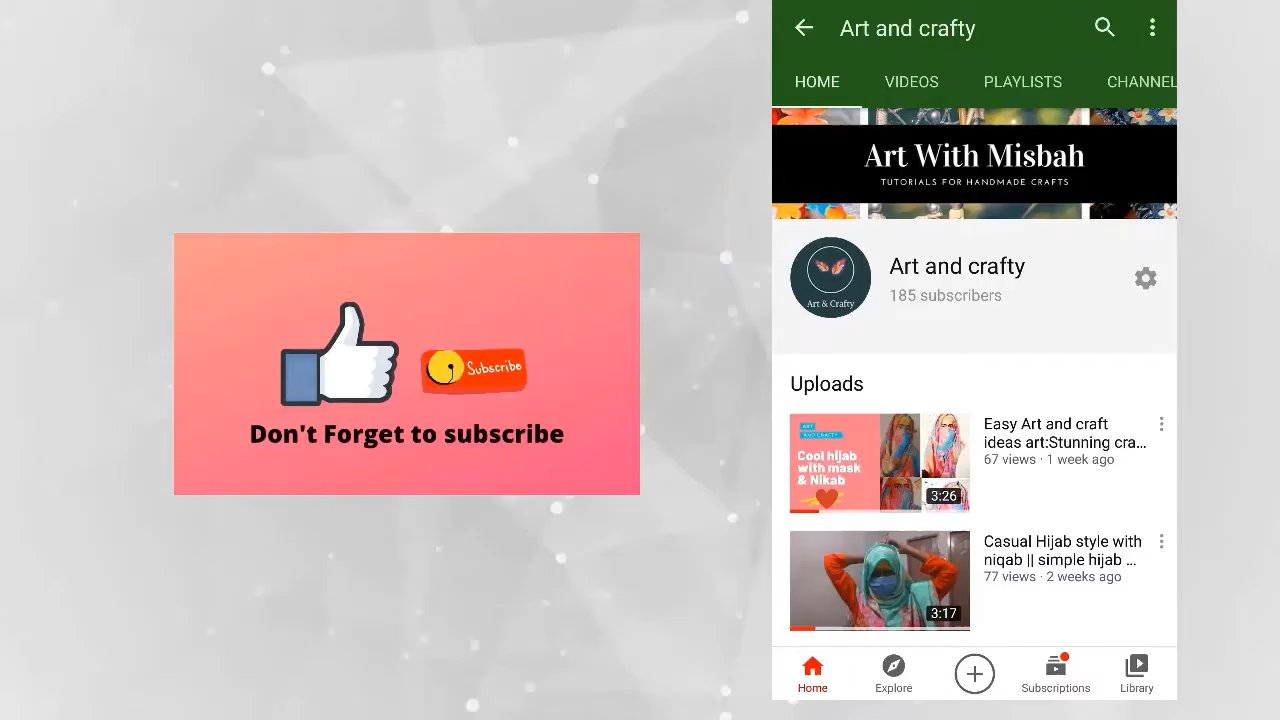 Subscribe
Don't Forget to subscribe
Art and crafty
HOME VIDEOS PLAYLISTS CHANNEL
Art With Misbah
TUTORIALS FOR HANDMADE CRAFTS
Art & Crafty
Art and crafty
185 subscribers
Uploads
ART
AND CRAFTY
Cool hijab
with mask
& Nikab
3:26
Easy Art and craft
ideas art:Stunning cra...
67 views · 1 week ago
3:17
Casual Hijab style with
niqab || simple hijab ...
77 views · 2 weeks ago
Home Explore Subscriptions Library